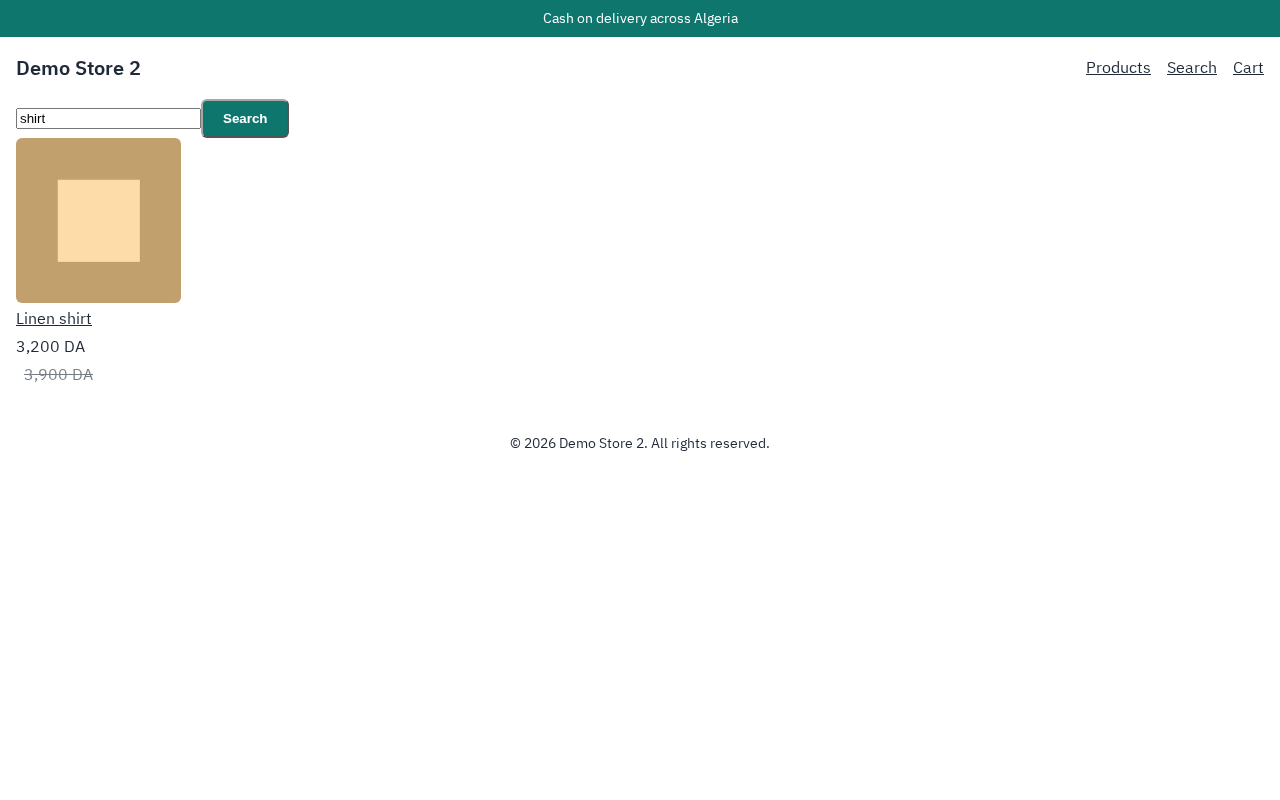 Cash on delivery across Algeria
Demo Store 2
Products Search Cart
shirt Search
Linen shirt
3,200 DA
3,900 DA
© 2026 Demo Store 2. All rights reserved.